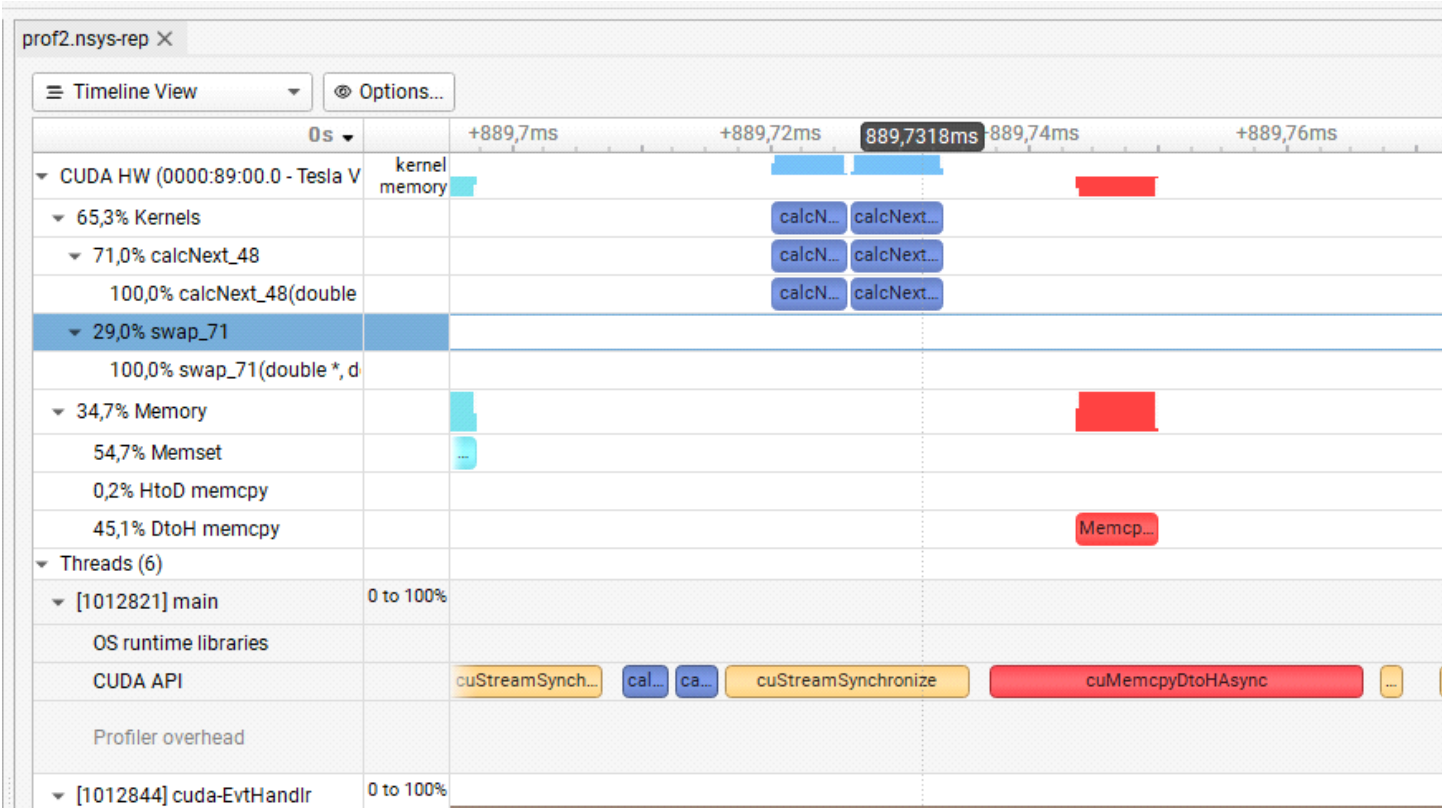 prof2.nsys-rep
Timeline View Options...
0s +889,7ms +889,72ms 889,7318ms 889,74ms +889,76ms
CUDA HW (0000:89:00.0 - Tesla V kernel
memory
65,3% Kernels calcN... calcNext...
71,0% calcNext_48 calcN... calcNext...
100,0% calcNext_48(double calcN... calcNext...
29,0% swap_71
100,0% swap_71(double *, d
34,7% Memory
54,7% Memset ...
0,2% HtoD memcpy
45,1% DtoH memcpy Memcp...
Threads (6)
[1012821] main 0 to 100%
OS runtime libraries
CUDA API cuStreamSynch... cal... ca... cuStreamSynchronize cuMemcpyDtoHAsync ...
Profiler overhead
[1012844] cuda-EvtHandlr 0 to 100%